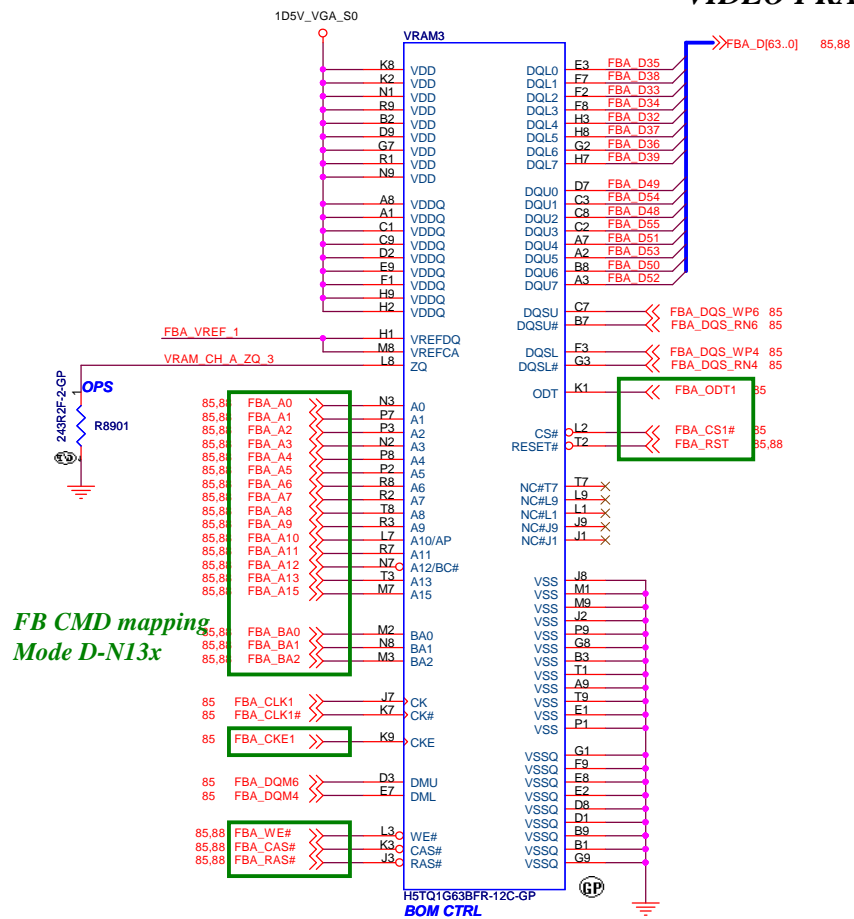 VIDEO FRA
1D5V_VGA_S0
VRAM3
FBA_D[63..0] 85,88
K8 VDD DQL0 E3 FBA_D35
K2 VDD DQL1 F7 FBA_D38
N1 VDD DQL2 F2 FBA_D33
R9 VDD DQL3 F8 FBA_D34
B2 VDD DQL4 H3 FBA_D32
D9 VDD DQL5 H8 FBA_D37
G7 VDD DQL6 G2 FBA_D36
R1 VDD DQL7 H7 FBA_D39
N9 VDD
A8 VDDQ DQU0 D7 FBA_D49
A1 VDDQ DQU1 C3 FBA_D54
C1 VDDQ DQU2 C8 FBA_D48
C9 VDDQ DQU3 C2 FBA_D55
D2 VDDQ DQU4 A7 FBA_D51
E9 VDDQ DQU5 A2 FBA_D53
F1 VDDQ DQU6 B8 FBA_D50
H9 VDDQ DQU7 A3 FBA_D52
H2 VDDQ
DQSU C7 FBA_DQS_WP6 85
DQSU# B7 FBA_DQS_RN6 85
FBA_VREF_1 H1 VREFDQ
M8 VREFCA DQSL F3 FBA_DQS_WP4 85
VRAM_CH_A_ZQ_3 L8 ZQ DQSL# G3 FBA_DQS_RN4 85
1 OPS
243R2F-2-GP R8901
ODT K1 FBA_ODT1 85
85,88 FBA_A0 N3 A0
85,88 FBA_A1 P7 A1
85,88 FBA_A2 P3 A2 CS# L2 FBA_CS1# 85
85,88 FBA_A3 N2 A3 RESET# T2 FBA_RST 85,88
85,88 FBA_A4 P8 A4
85,88 FBA_A5 P2 A5
85,88 FBA_A6 R8 A6 NC#T7 T7
85,88 FBA_A7 R2 A7 NC#L9 L9
85,88 FBA_A8 T8 A8 NC#L1 L1
85,88 FBA_A9 R3 A9 NC#J9 J9
85,88 FBA_A10 L7 A10/AP NC#J1 J1
85,88 FBA_A11 R7 A11
85,88 FBA_A12 N7 A12/BC#
85,88 FBA_A13 T3 A13 VSS J8
85,88 FBA_A15 M7 A15 VSS M1
VSS M9
VSS J2
FB CMD mapping
Mode D-N13x
85,88 FBA_BA0 M2 BA0 VSS P9
85,88 FBA_BA1 N8 BA1 VSS G8
85,88 FBA_BA2 M3 BA2 VSS B3
VSS T1
VSS A9
85 FBA_CLK1 J7 CK VSS T9
85 FBA_CLK1# K7 CK# VSS E1
VSS P1
85 FBA_CKE1 K9 CKE
VSSQ G1
VSSQ F9
85 FBA_DQM6 D3 DMU VSSQ E8
85 FBA_DQM4 E7 DML VSSQ E2
VSSQ D8
VSSQ D1
85,88 FBA_WE# L3 WE# VSSQ B9
85,88 FBA_CAS# K3 CAS# VSSQ B1
85,88 FBA_RAS# J3 RAS# VSSQ G9
GP
H5TQ1G63BFR-12C-GP
BOM CTRL